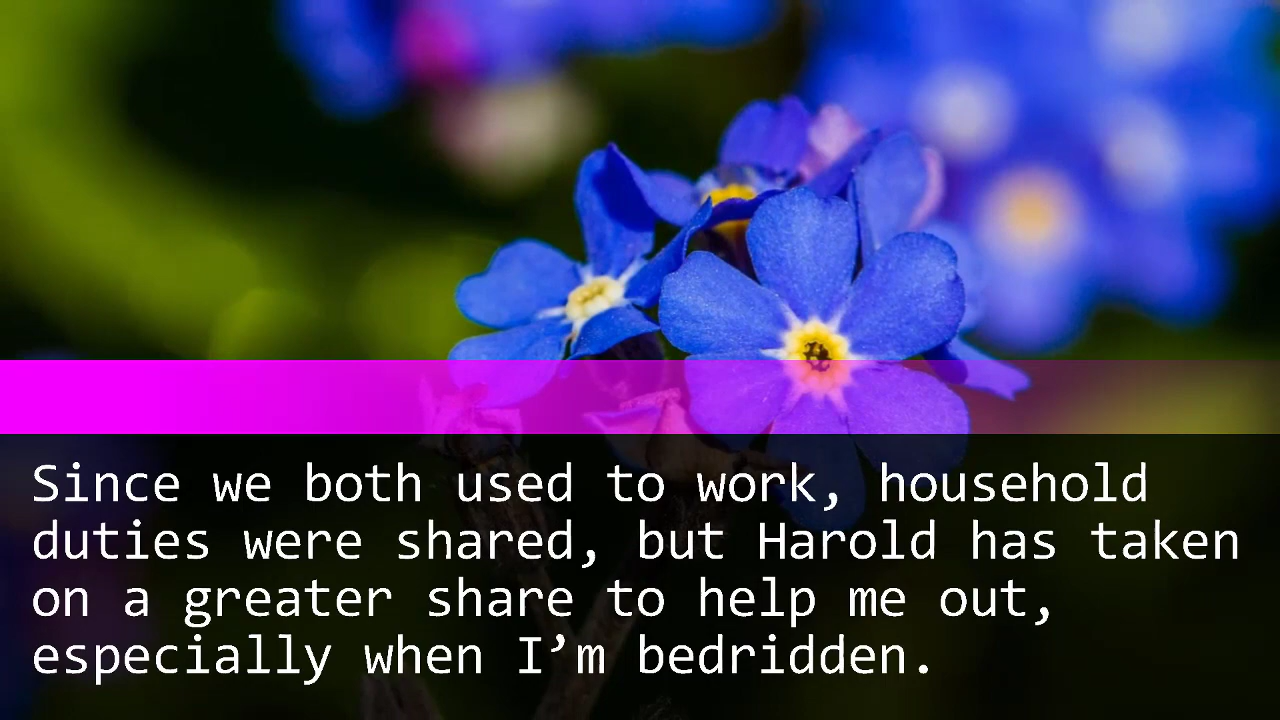 Since we both used to work, household
duties were shared, but Harold has taken
on a greater share to help me out,
especially when I’m bedridden.